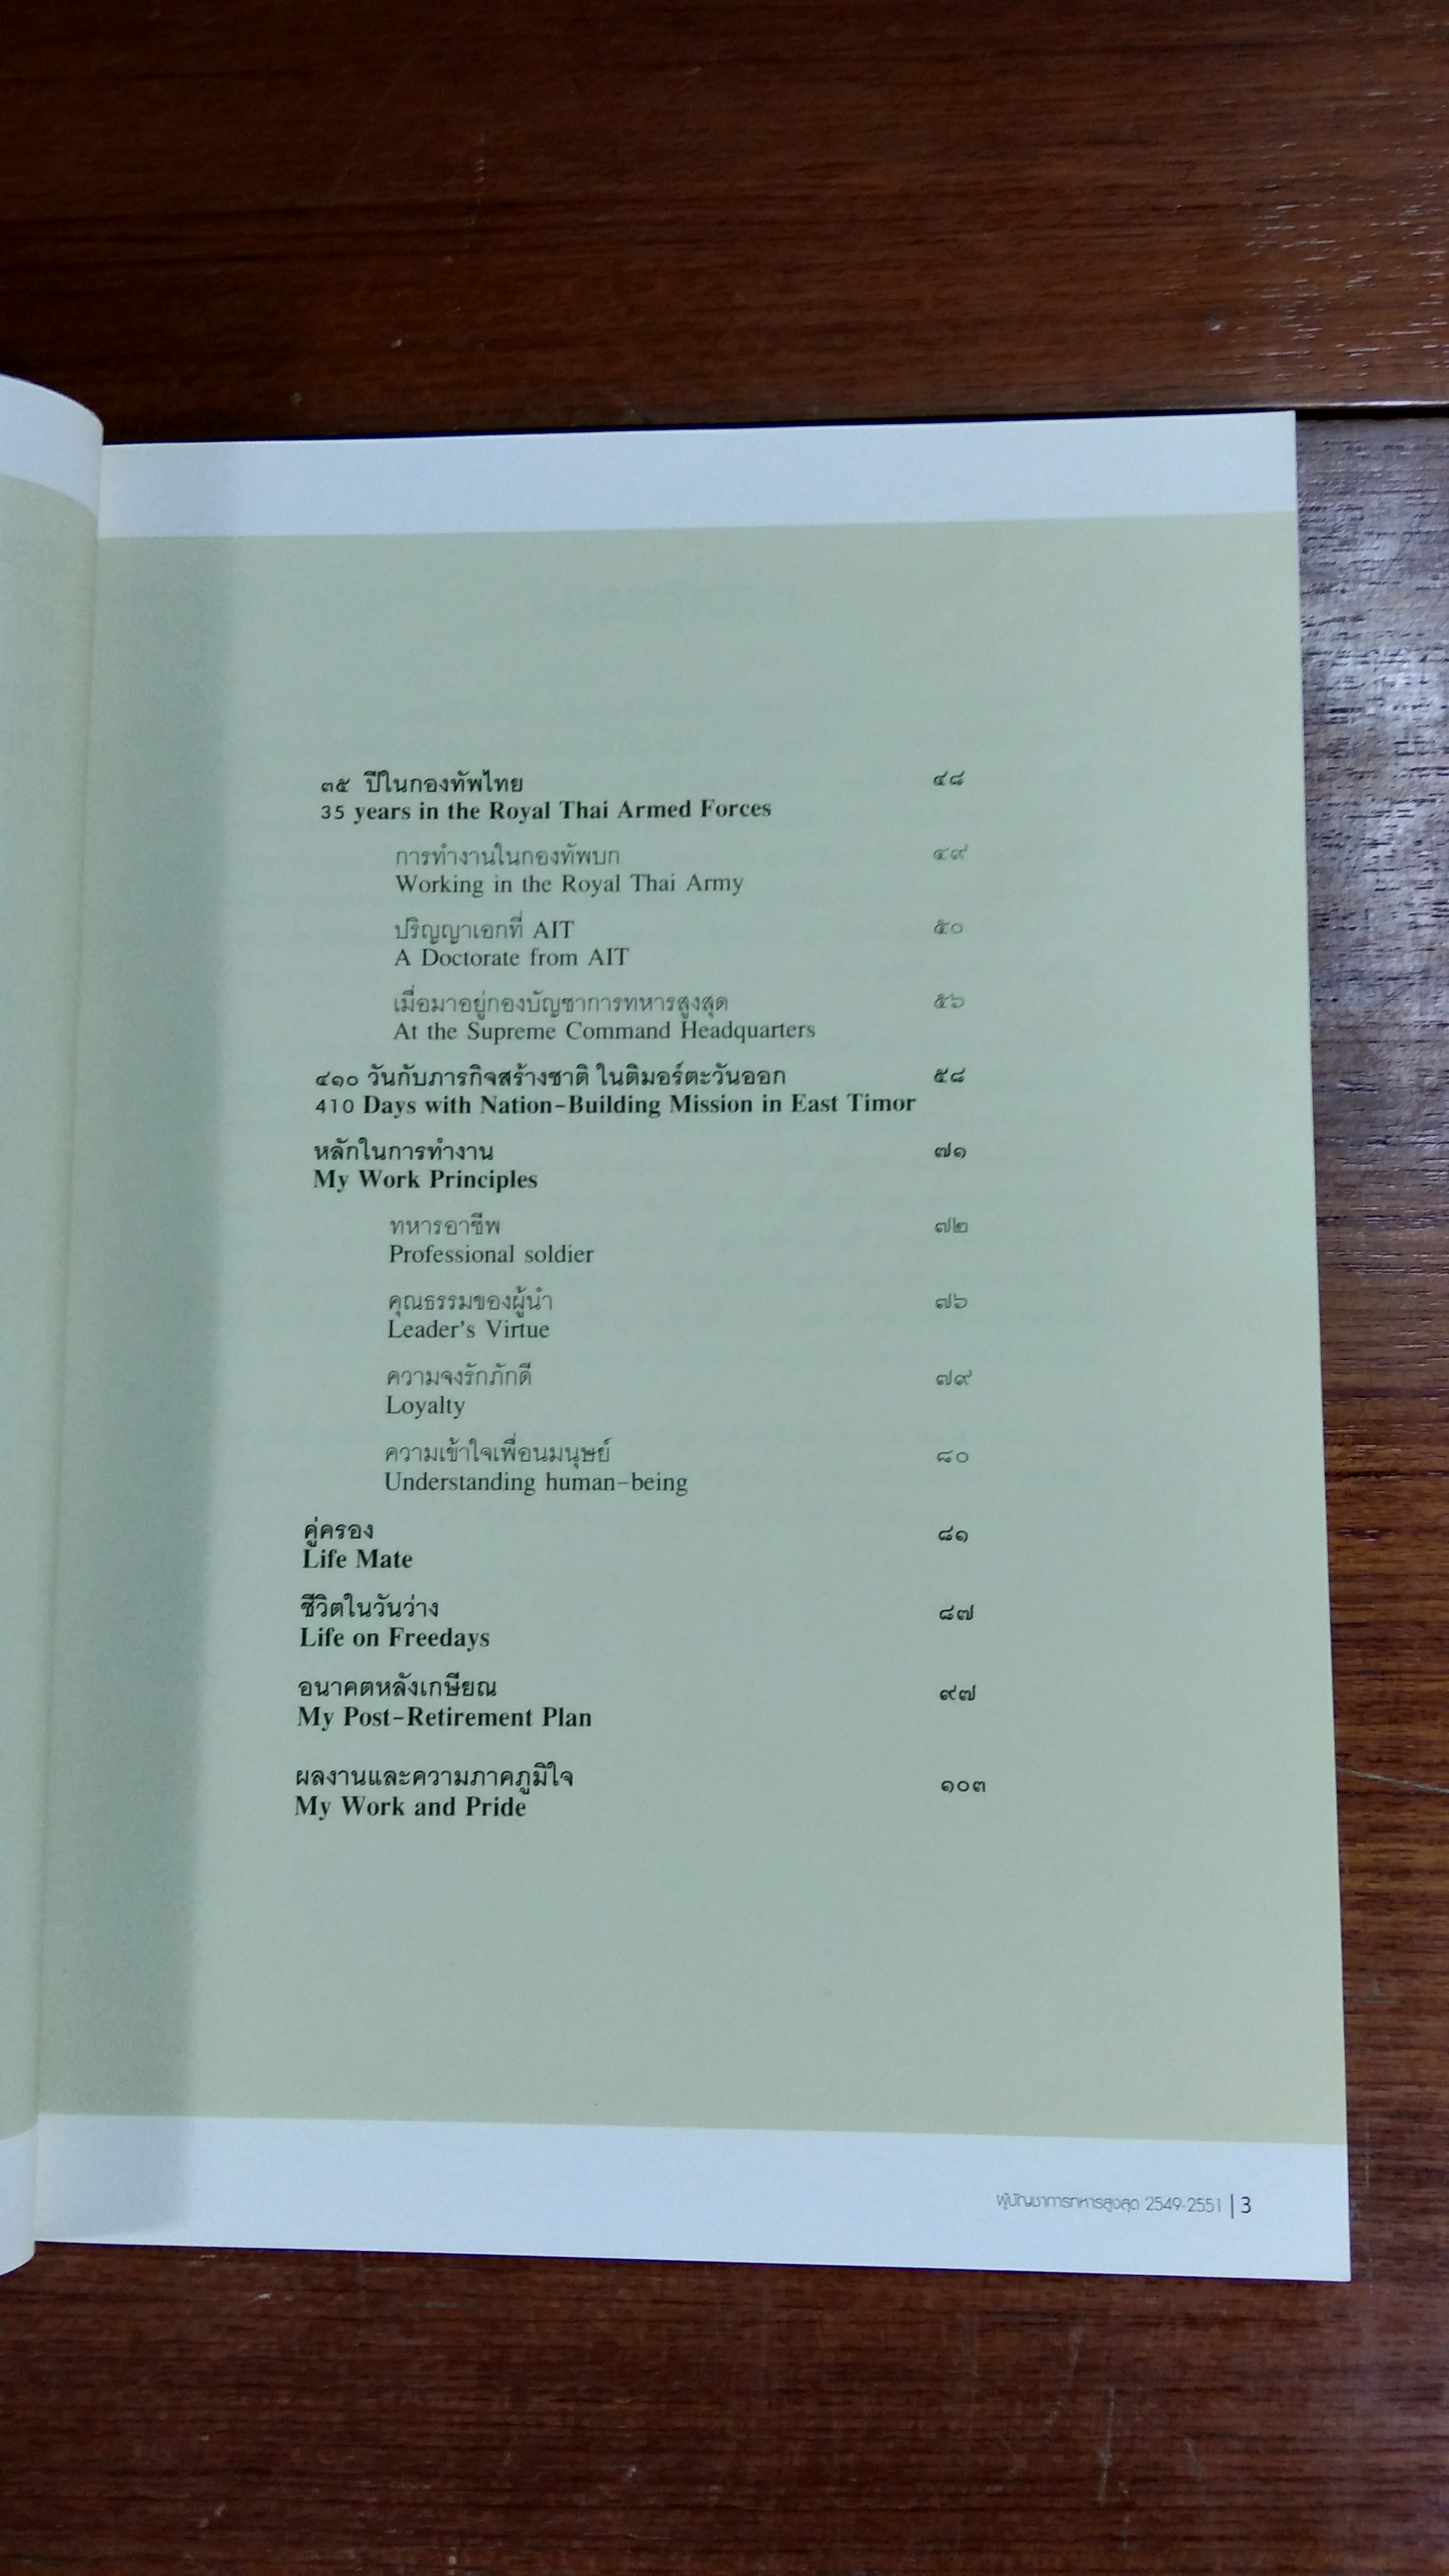 ๓๕ ปีในกองทัพไทย ๔๘
35 years in the Royal Thai Armed Forces
การทำงานในกองทัพบก ๔๙
Working in the Royal Thai Army
ปริญญาเอกที่ AIT ๕๐
A Doctorate from AIT
เมื่อมาอยู่กองบัญชาการทหารสูงสุด ๕๖
At the Supreme Command Headquarters
๔๑๐ วันกับภารกิจสร้างชาติ ในติมอร์ตะวันออก ๕๘
410 Days with Nation-Building Mission in East Timor
หลักในการทำงาน ๗๑
My Work Principles
ทหารอาชีพ ๗๒
Professional soldier
คุณธรรมของผู้นำ ๗๖
Leader's Virtue
ความจงรักภักดี ๗๙
Loyalty
ความเข้าใจเพื่อนมนุษย์ ๘๐
Understanding human-being
คู่ครอง ๘๑
Life Mate
ชีวิตในวันว่าง ๘๗
Life on Freedays
อนาคตหลังเกษียณ ๙๗
My Post-Retirement Plan
ผลงานและความภาคภูมิใจ ๑๐๓
My Work and Pride
ผู้บัญชาการทหารสูงสุด 2549-2551 | 3